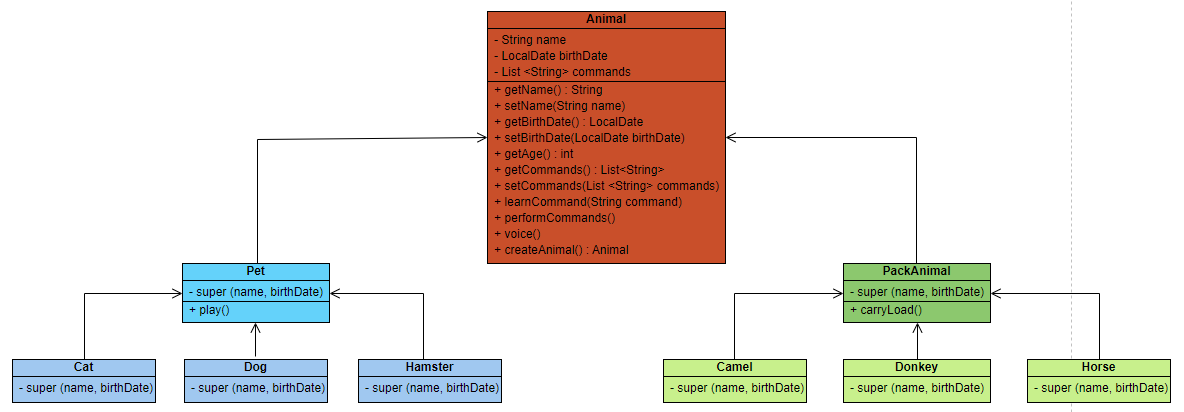 Animal
- String name
- LocalDate birthDate
- List <String> commands
+ getName() : String
+ setName(String name)
+ getBirthDate() : LocalDate
+ setBirthDate(LocalDate birthDate)
+ getAge() : int
+ getCommands() : List<String>
+ setCommands(List <String> commands)
+ learnCommand(String command)
+ performCommands()
+ voice()
+ createAnimal() : Animal
Pet
- super (name, birthDate)
+ play()
PackAnimal
- super (name, birthDate)
+ carryLoad()
Cat
- super (name, birthDate)
Dog
- super (name, birthDate)
Hamster
- super (name, birthDate)
Camel
- super (name, birthDate)
Donkey
- super (name, birthDate)
Horse
- super (name, birthDate)